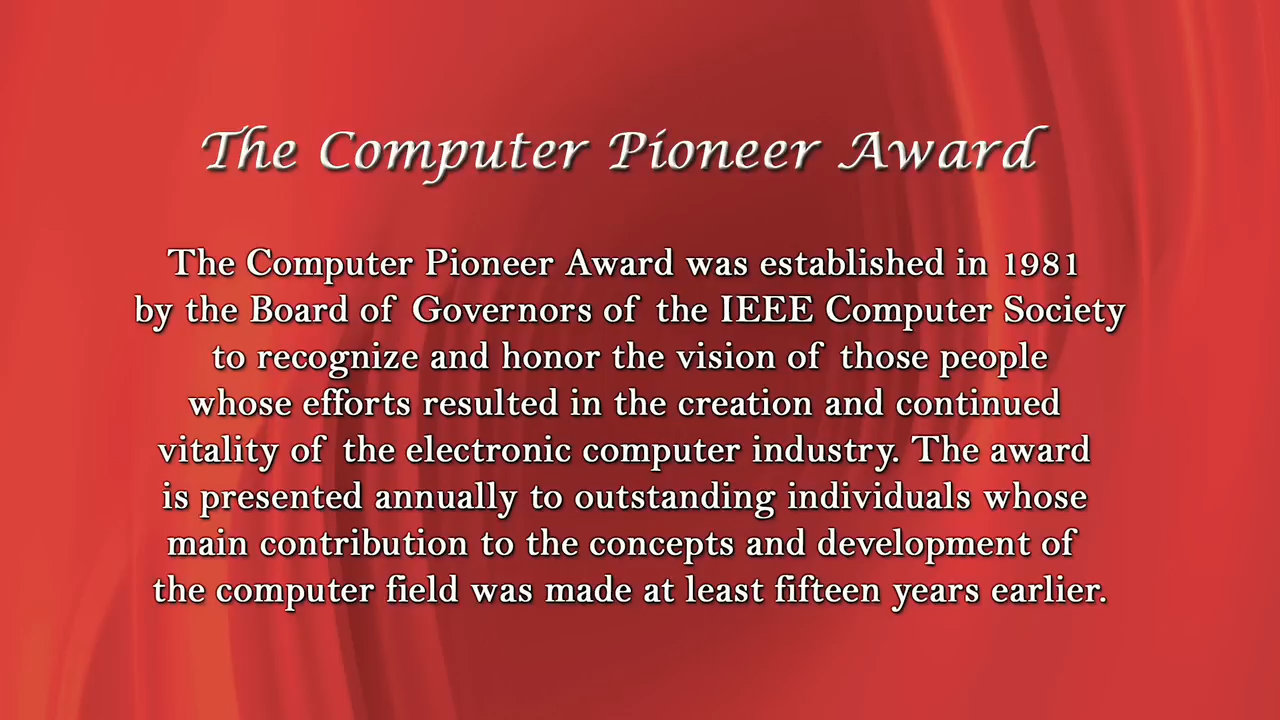 The Computer Pioneer Award
The Computer Pioneer Award was established in 1981
by the Board of Governors of the IEEE Computer Society
to recognize and honor the vision of those people
whose efforts resulted in the creation and continued
vitality of the electronic computer industry. The award
is presented annually to outstanding individuals whose
main contribution to the concepts and development of
the computer field was made at least fifteen years earlier.